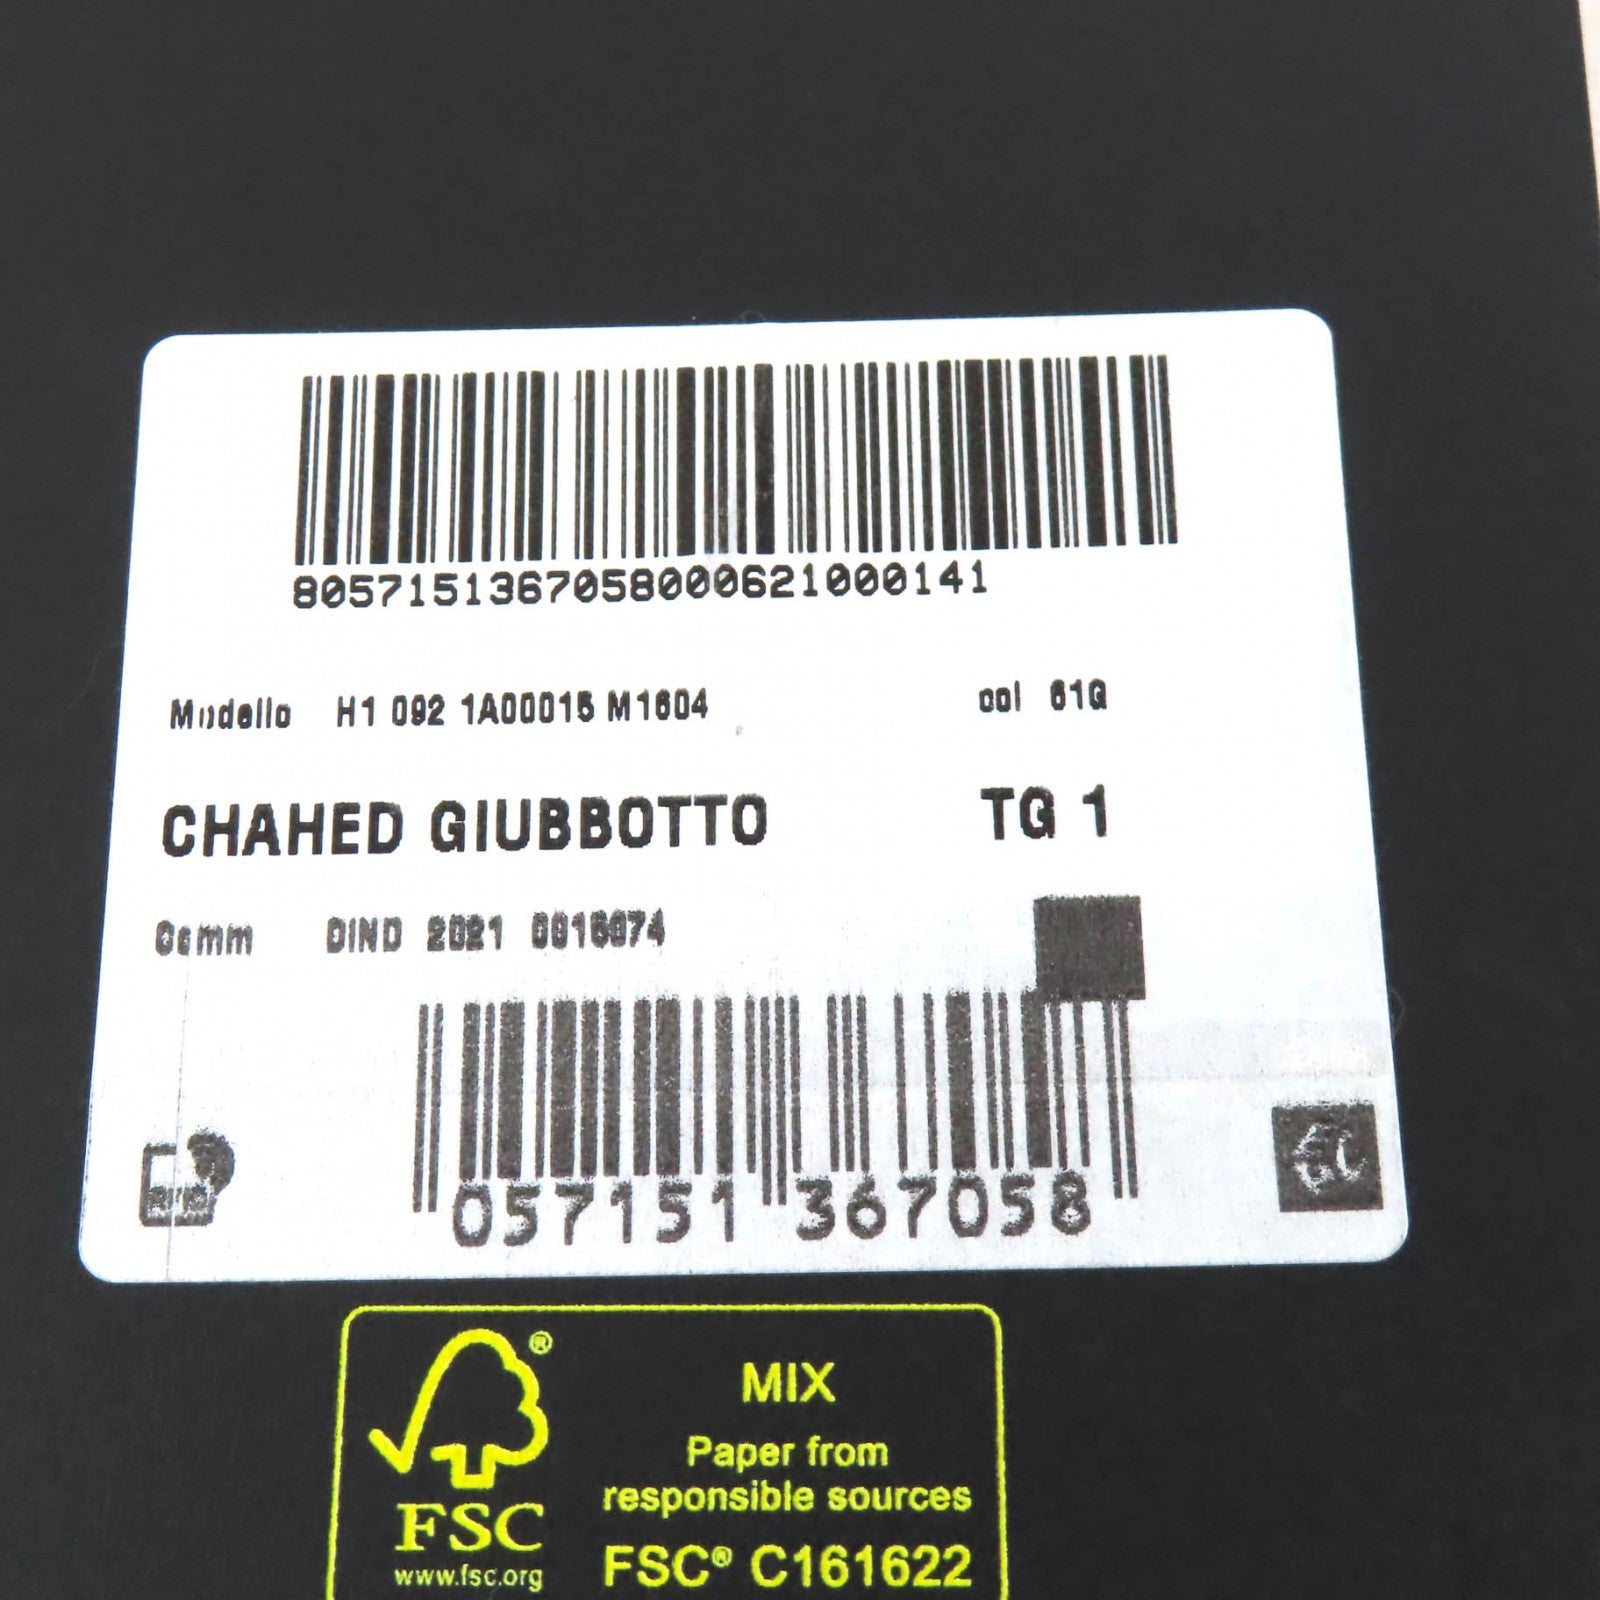 8057151367058000621000141
Modello H1 092 1A00015 M1604 col 61Q
CHAHED GIUBBOTTO TG 1
Comm DIND 2021
057151 367058
® MIX
Paper from
responsible sources
FSC
www.fsc.org
FSC® C161622